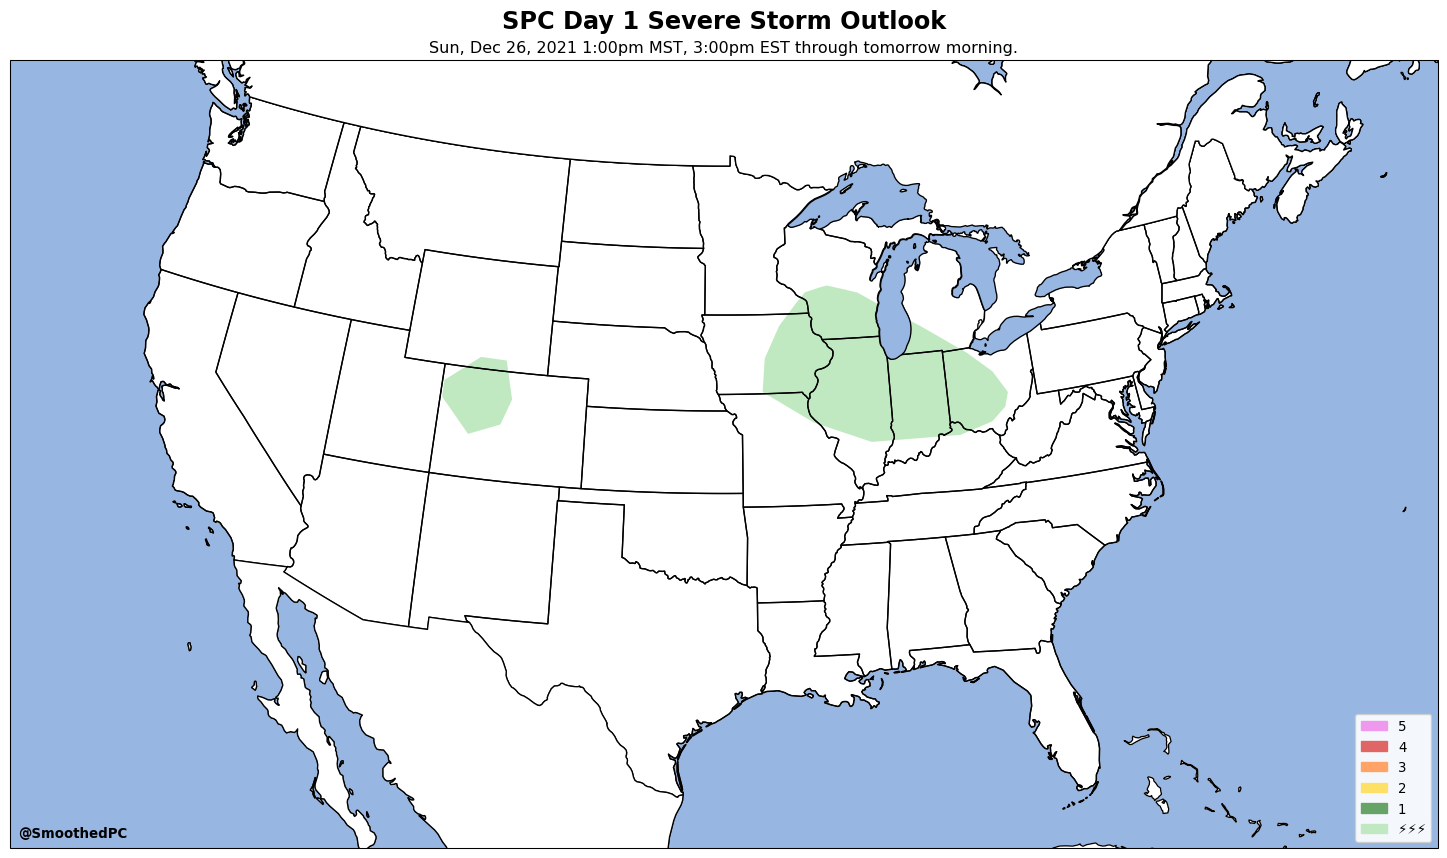 SPC Day 1 Severe Storm Outlook
Sun, Dec 26, 2021 1:00pm MST, 3:00pm EST through tomorrow morning.
5
4
3
2
1
⚡⚡⚡
@SmoothedPC